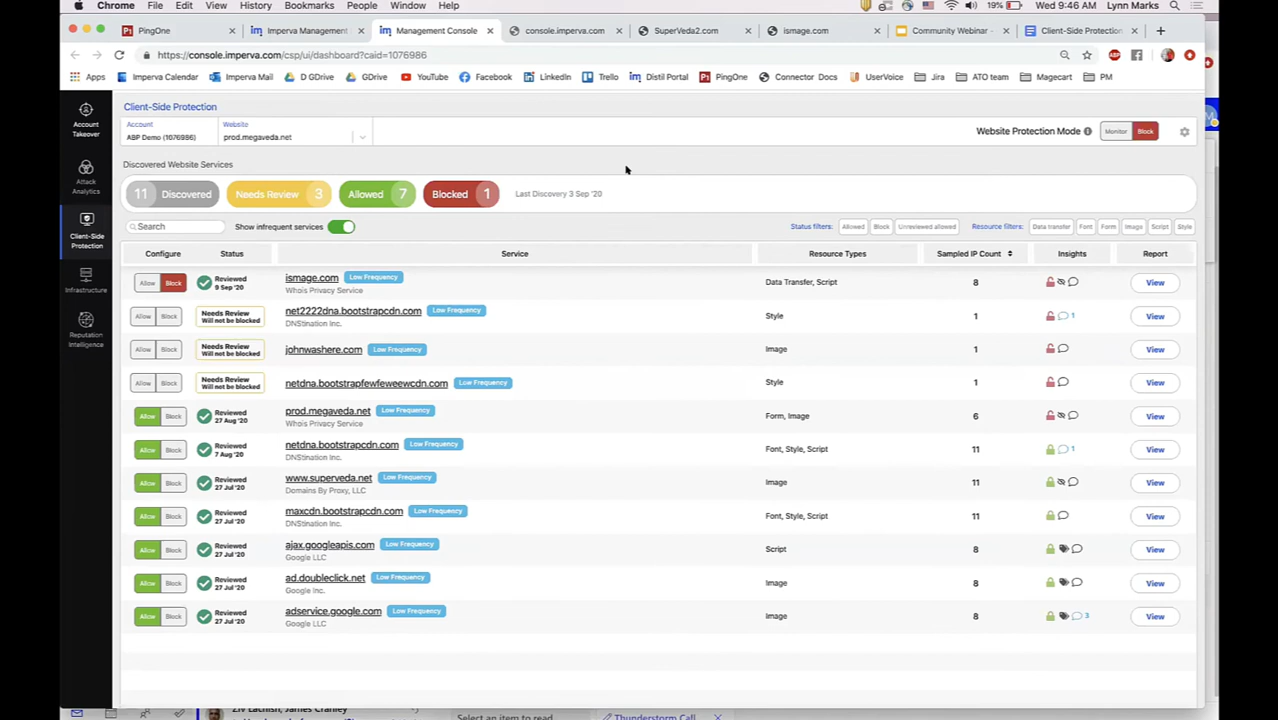 Chrome File Edit View History Bookmarks People Window Help 19% Wed 9:46 AM Lynn Marks
PingOne Imperva Management Management Console console.imperva.com SuperVeda2.com ismage.com Community Webinar - Client-Side Protection
https://console.imperva.com/csp/ui/dashboard?caid=1076986
Apps Imperva Calendar Imperva Mail D GDrive GDrive YouTube Facebook LinkedIn Trello Distil Portal PingOne Connector Docs UserVoice Jira ATO team Magecart PM
Account Takeover
Attack Analytics
Client-Side Protection
Infrastructure
Reputation Intelligence
Client-Side Protection
Account Website
ABP Demo (1076986) prod.megaveda.net
Website Protection Mode Monitor Block
Discovered Website Services
11 Discovered Needs Review 3 Allowed 7 Blocked 1 Last Discovery 3 Sep '20
Search Show infrequent services Status filters: Allowed Block Unreviewed allowed Resource filters: Data transfer Font Form Image Script Style
Configure Status Service Resource Types Sampled IP Count Insights Report
Allow Block Reviewed 9 Sep '20 ismage.com Low Frequency Data Transfer, Script 8 View
Whois Privacy Service
Allow Block Needs Review Will not be blocked net2222dna.bootstrapcdn.com Low Frequency Style 1 1 View
DNStination Inc.
Allow Block Needs Review Will not be blocked johnwashere.com Low Frequency Image 1 View
Allow Block Needs Review Will not be blocked netdna.bootstrapfewfeweewcdn.com Low Frequency Style 1 View
Allow Block Reviewed 27 Aug '20 prod.megaveda.net Low Frequency Form, Image 6 View
Whois Privacy Service
Allow Block Reviewed 7 Aug '20 netdna.bootstrapcdn.com Low Frequency Font, Style, Script 11 1 View
DNStination Inc.
Allow Block Reviewed 27 Jul '20 www.superveda.net Low Frequency Image 11 View
Domains By Proxy, LLC
Allow Block Reviewed 27 Jul '20 maxcdn.bootstrapcdn.com Low Frequency Font, Style, Script 11 View
DNStination Inc.
Allow Block Reviewed 27 Jul '20 ajax.googleapis.com Low Frequency Script 8 View
Google LLC
Allow Block Reviewed 27 Jul '20 ad.doubleclick.net Low Frequency Image 8 View
Google Inc.
Allow Block Reviewed 27 Jul '20 adservice.google.com Low Frequency Image 8 3 View
Google LLC
Ziv Lachish, James Cranley
Select an item to read Thunderstorm Call